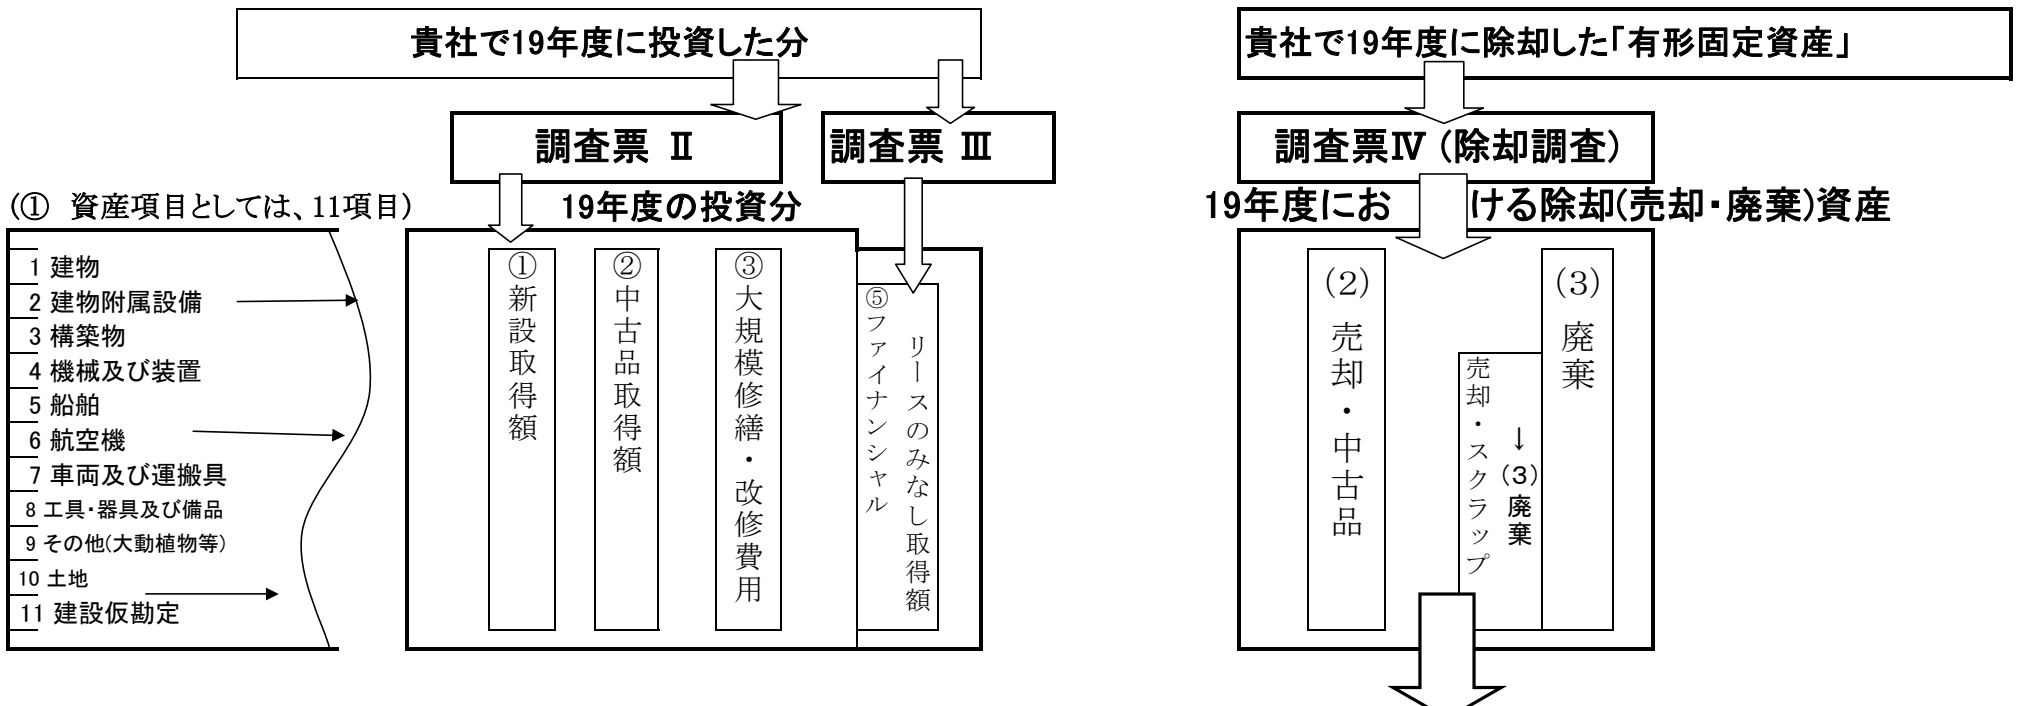 貴社で19年度に投資した分
貴社で19年度に除却した「有形固定資産」
調査票 Ⅱ
調査票 Ⅲ
調査票Ⅳ (除却調査)
(① 資産項目としては、11項目)
19年度の投資分
19年度にお ける除却(売却・廃棄)資産
1 建物
2 建物附属設備
3 構築物
4 機械及び装置
5 船舶
6 航空機
7 車両及び運搬具
8 工具・器具及び備品
9 その他(大動植物等)
10 土地
11 建設仮勘定
①新設取得額
②中古品取得額
③大規模修繕・改修費用
⑤ファイナンシャル
リースのみなし取得額
(2) 売却・中古品
売却・スクラップ
↓(3)廃棄
(3) 廃棄